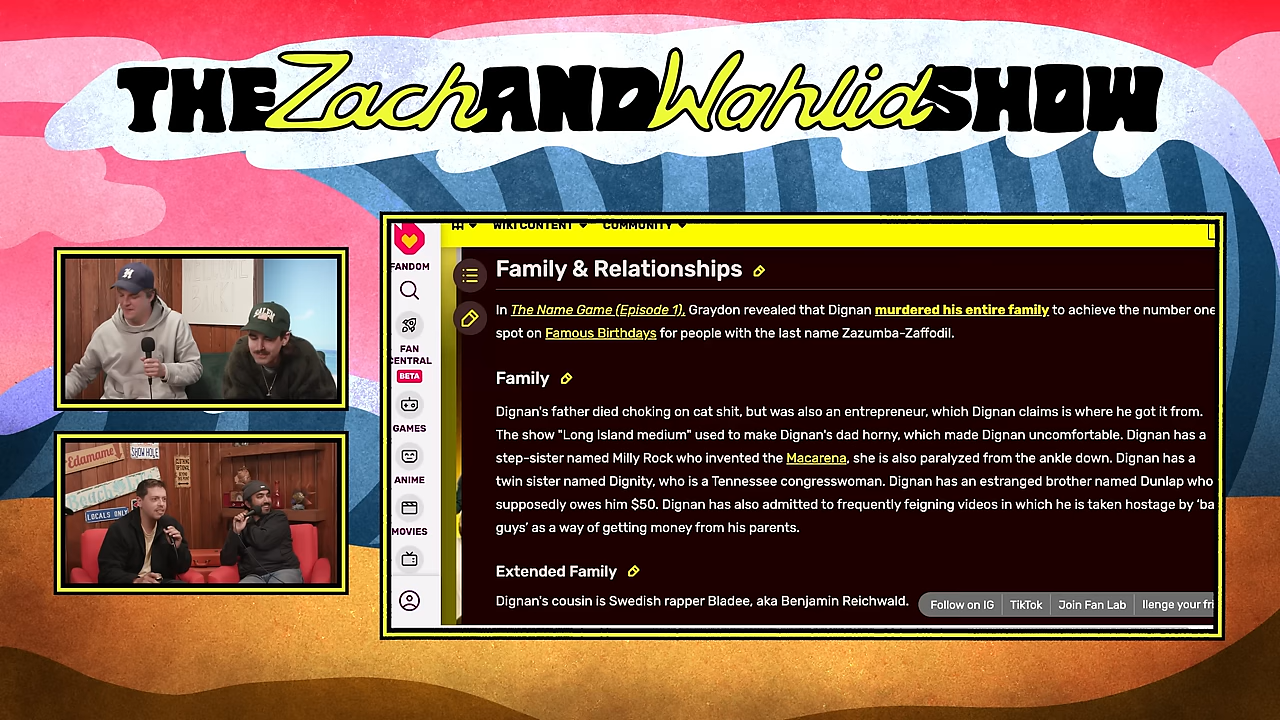 THE Zach AND Wahlid SHOW
WIKI CONTENT
COMMUNITY
FANDOM
FAN CENTRAL
BETA
GAMES
ANIME
MOVIES
Family & Relationships
In The Name Game (Episode 1), Graydon revealed that Dignan murdered his entire family to achieve the number one
spot on Famous Birthdays for people with the last name Zazumba-Zaffodil.
Family
Dignan's father died choking on cat shit, but was also an entrepreneur, which Dignan claims is where he got it from.
The show "Long Island medium" used to make Dignan's dad horny, which made Dignan uncomfortable. Dignan has a
step-sister named Milly Rock who invented the Macarena, she is also paralyzed from the ankle down. Dignan has a
twin sister named Dignity, who is a Tennessee congresswoman. Dignan has an estranged brother named Dunlap who
supposedly owes him $50. Dignan has also admitted to frequently feigning videos in which he is taken hostage by 'ba
guys' as a way of getting money from his parents.
Extended Family
Dignan's cousin is Swedish rapper Bladee, aka Benjamin Reichwald.
Follow on IG
TikTok
Join Fan Lab
llenge your fri
Edamame
SHOW HOLE
Beach
LOCALS ONLY